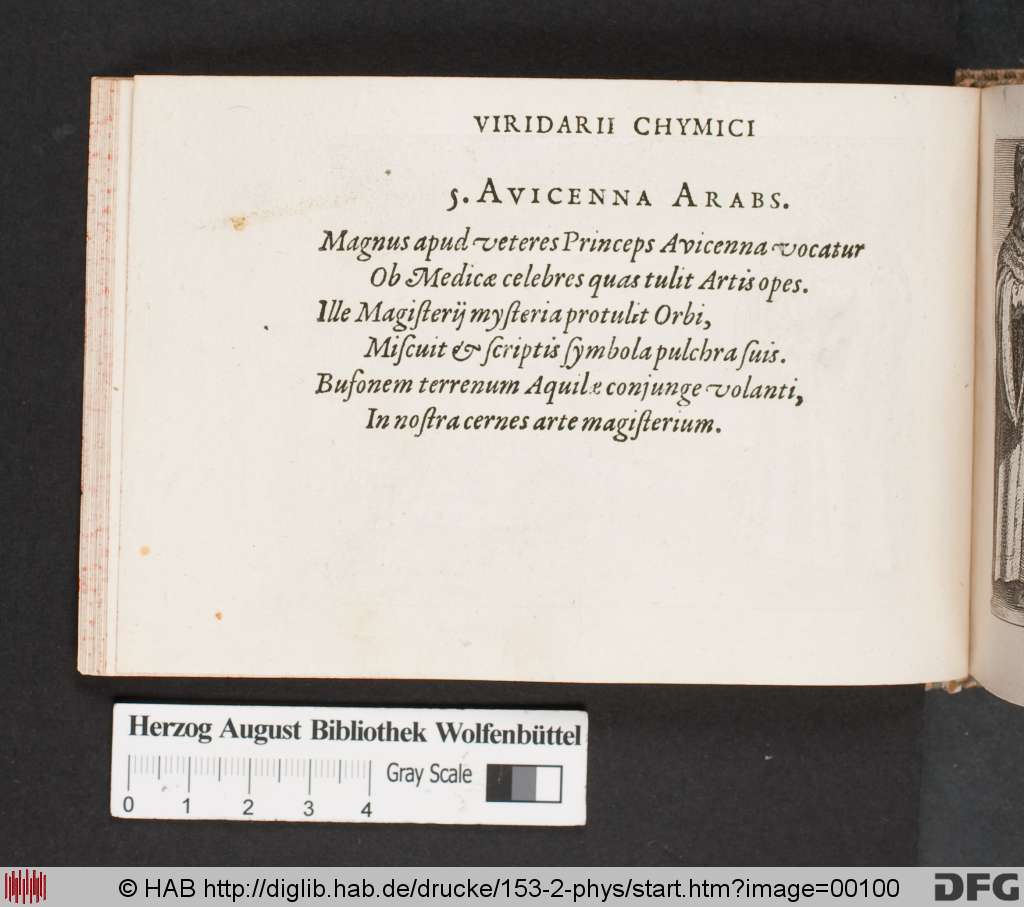 VIRIDARII CHYMICI
5. AVICENNA ARABS.
Magnus apud veteres Princeps Avicenna vocatur
Ob Medicæ celebres quas tulit Artis opes.
Ille Magiſterij myſteria protulit Orbi,
Miſcuit & ſcriptis ſymbola pulchra ſuis.
Bufonem terrenum Aquilæ conjunge volanti,
In noſtra cernes arte magiſterium.
Herzog August Bibliothek Wolfenbüttel
Gray Scale
0 1 2 3 4
© HAB http://diglib.hab.de/drucke/153-2-phys/start.htm?image=00100
DFG